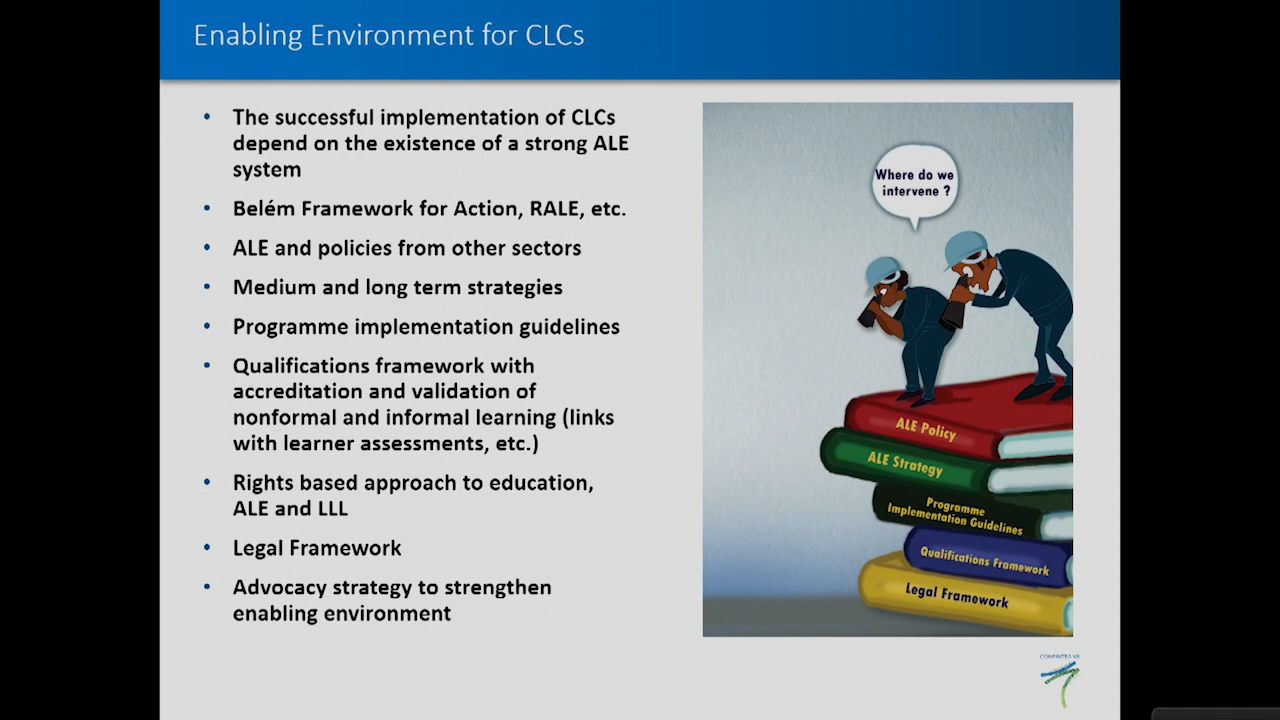 Enabling Environment for CLCs
The successful implementation of CLCs
depend on the existence of a strong ALE
system
Belém Framework for Action, RALE, etc.
ALE and policies from other sectors
Medium and long term strategies
Programme implementation guidelines
Qualifications framework with
accreditation and validation of
nonformal and informal learning (links
with learner assessments, etc.)
Rights based approach to education,
ALE and LLL
Legal Framework
Advocacy strategy to strengthen
enabling environment
Where do we
intervene ?
ALE Policy
ALE Strategy
Programme
Implementation Guidelines
Qualifications Framework
Legal Framework
CONFINTEA VII